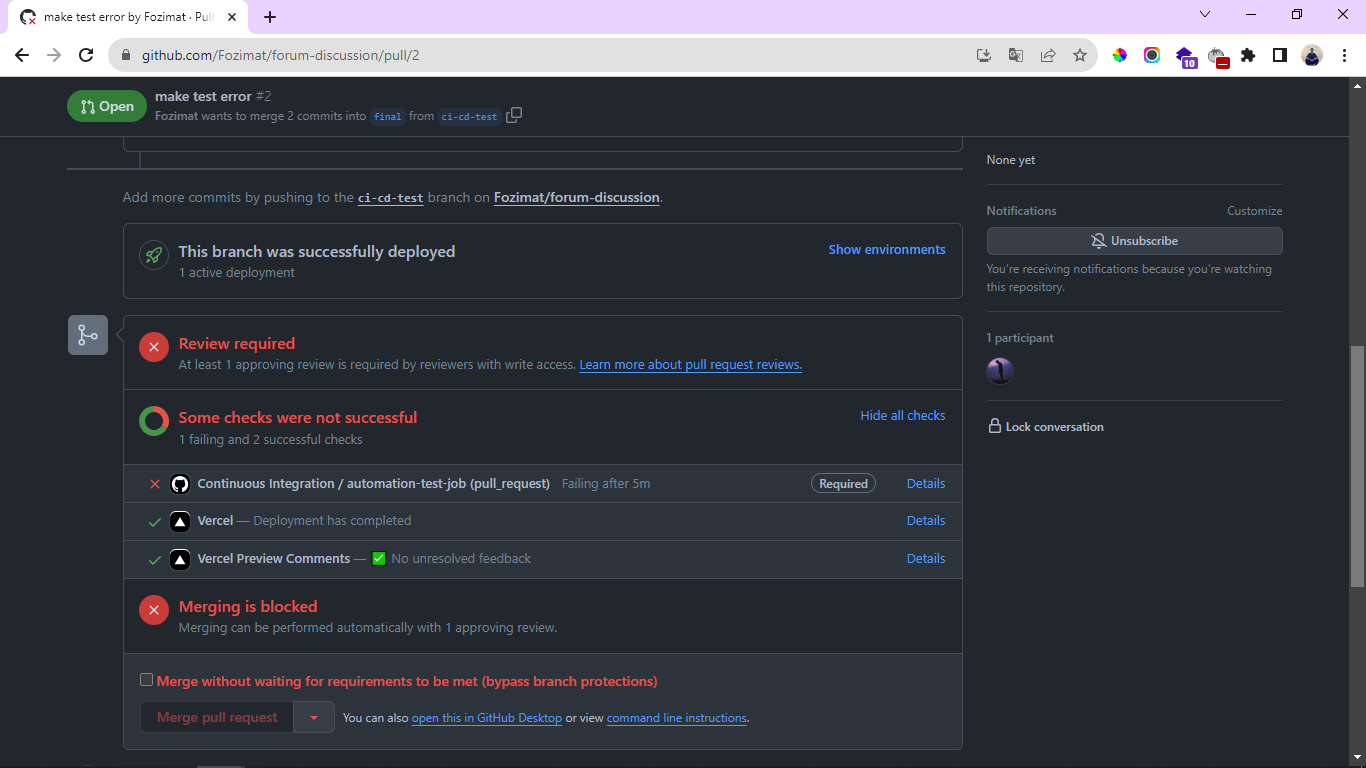 make test error by Fozimat · Pull
github.com/Fozimat/forum-discussion/pull/2
10
Open
make test error #2
Fozimat wants to merge 2 commits into final from ci-cd-test
Add more commits by pushing to the ci-cd-test branch on Fozimat/forum-discussion.
This branch was successfully deployed
1 active deployment
Show environments
Review required
At least 1 approving review is required by reviewers with write access. Learn more about pull request reviews.
Some checks were not successful
1 failing and 2 successful checks
Hide all checks
Continuous Integration / automation-test-job (pull_request) Failing after 5m Required Details
Vercel — Deployment has completed Details
Vercel Preview Comments — ✅ No unresolved feedback Details
Merging is blocked
Merging can be performed automatically with 1 approving review.
Merge without waiting for requirements to be met (bypass branch protections)
Merge pull request
You can also open this in GitHub Desktop or view command line instructions.
None yet
Notifications
Customize
Unsubscribe
You're receiving notifications because you're watching
this repository.
1 participant
Lock conversation